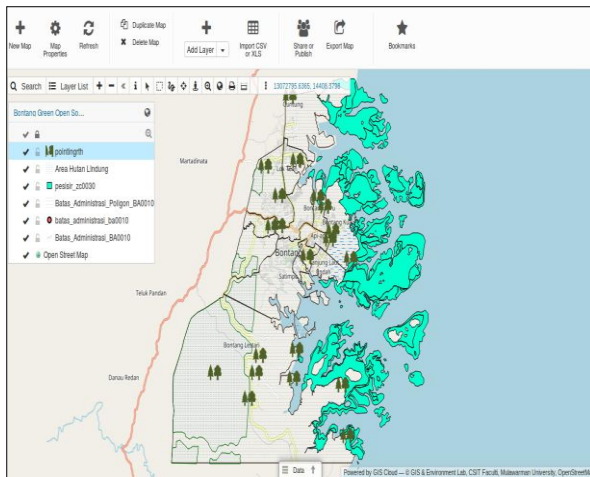 New Map
Map Properties
Refresh
Duplicate Map
Delete Map
Add Layer
Import CSV or XLS
Share or Publish
Export Map
Bookmarks
Search
Layer List
13072795.9365, 14408.3798
Bontang Green Open So...
pointingrth
Area Hutan Lindung
pesisir_zc0030
Batas_Administrasi_Poligon_BA0010
batas_administrasi_ba0010
Batas_Administrasi_BA0010
Open Street Map
Guntung
Martadinata
Bontang
Teluk Pandan
Bontang Lestari
Danau Redan
Data
Powered by GIS Cloud — © GIS & Environment Lab, CSIT Faculti, Mulawarman University, OpenStreetMa